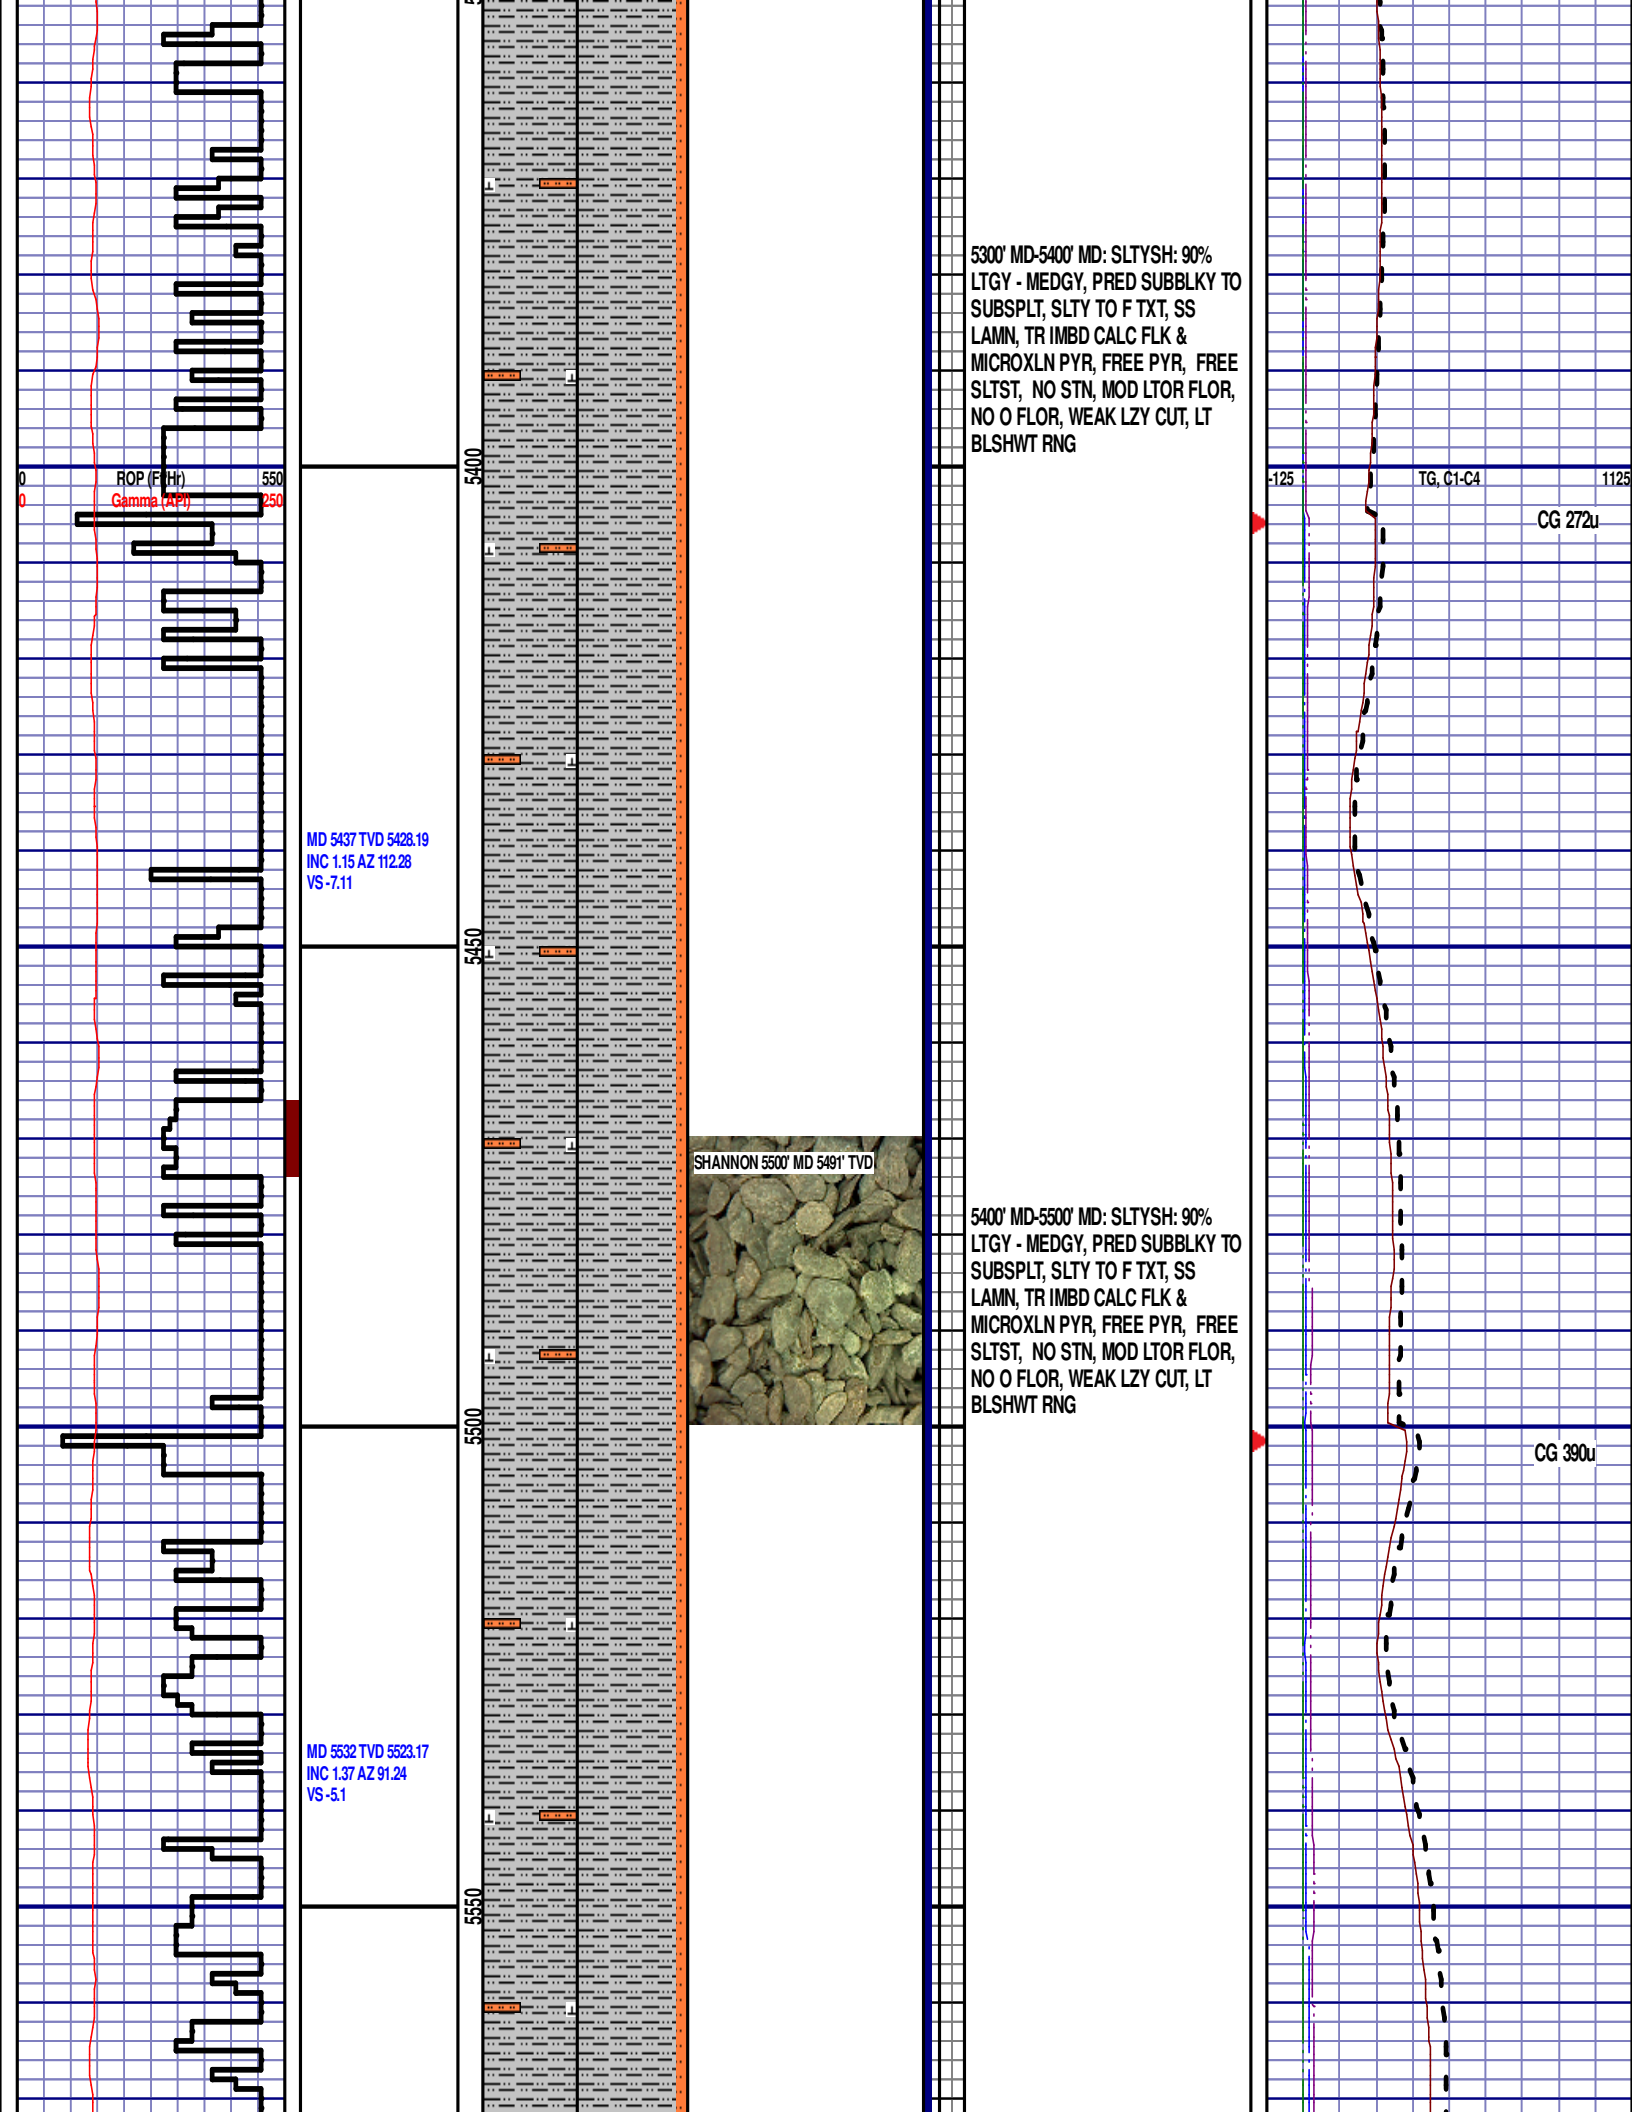 5300' MD-5400' MD: SLTYSH: 90%
LTGY - MEDGY, PRED SUBBLKY TO
SUBSPLT, SLTY TO F TXT, SS
LAMN, TR IMBD CALC FLK &
MICROXLN PYR, FREE PYR, FREE
SLTST, NO STN, MOD LTOR FLOR,
NO O FLOR, WEAK LZY CUT, LT
BLSHWT RNG
5400
0 ROP (Ft/Hr) 550
0 Gamma (API) 250
-125 TG, C1-C4 1125
CG 272u
MD 5437 TVD 5428.19
INC 1.15 AZ 112.28
VS -7.11
5450
SHANNON 5500' MD 5491' TVD
5400' MD-5500' MD: SLTYSH: 90%
LTGY - MEDGY, PRED SUBBLKY TO
SUBSPLT, SLTY TO F TXT, SS
LAMN, TR IMBD CALC FLK &
MICROXLN PYR, FREE PYR, FREE
SLTST, NO STN, MOD LTOR FLOR,
NO O FLOR, WEAK LZY CUT, LT
BLSHWT RNG
5500
CG 390u
MD 5532 TVD 5523.17
INC 1.37 AZ 91.24
VS -5.1
5550